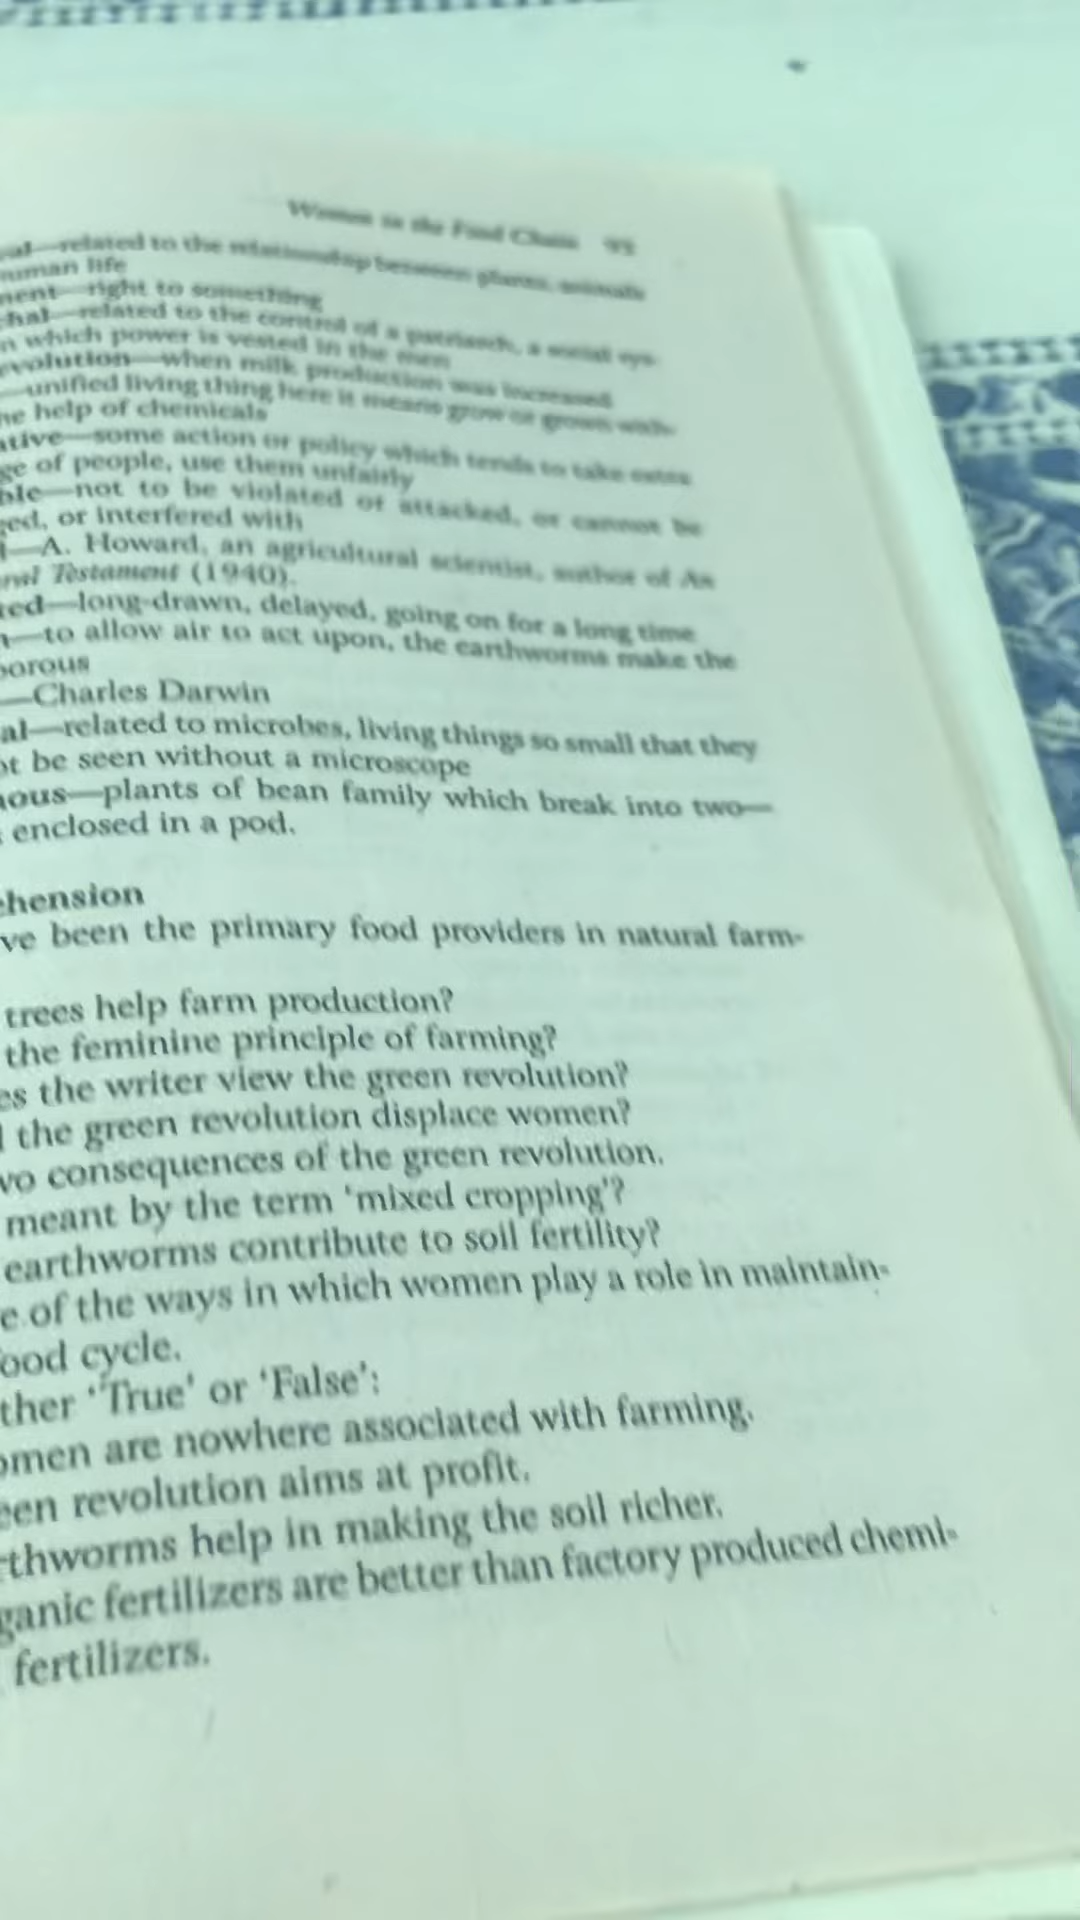 Women in the Food Chain 95
al—related to the relationship between plants, animals
human life
ment—right to something
chal—related to the control of a patriarch, a social sys-
n which power is vested in the men
evolution—when milk production was increased
—unified living thing here it means grow or grown with-
he help of chemicals
ative—some action or policy which tends to take extra
ge of people, use them unfairly
ble—not to be violated or attacked, or cannot be
ged, or interfered with
—A. Howard, an agricultural scientist, author of An
ral Testament (1940).
ted—long-drawn, delayed, going on for a long time
—to allow air to act upon, the earthworms make the
porous
—Charles Darwin
al—related to microbes, living things so small that they
ot be seen without a microscope
nous—plants of bean family which break into two—
enclosed in a pod.
ehension
ve been the primary food providers in natural farm-
trees help farm production?
the feminine principle of farming?
es the writer view the green revolution?
the green revolution displace women?
wo consequences of the green revolution.
meant by the term 'mixed cropping'?
earthworms contribute to soil fertility?
e of the ways in which women play a role in maintain-
ood cycle.
ther 'True' or 'False':
omen are nowhere associated with farming.
een revolution aims at profit.
rthworms help in making the soil richer.
ganic fertilizers are better than factory produced chemi-
fertilizers.